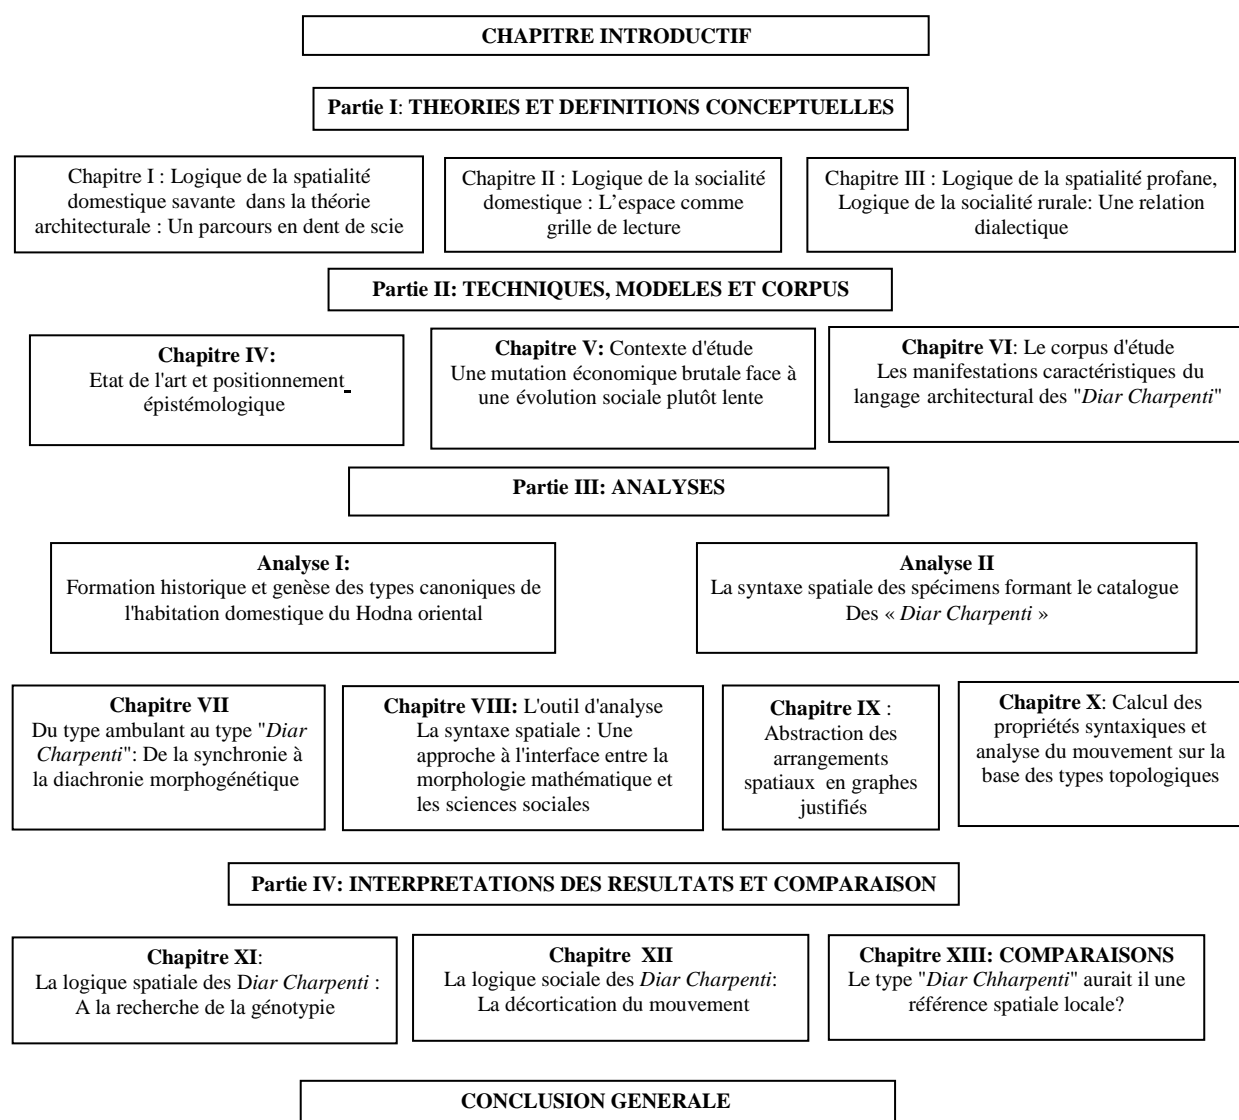 CHAPITRE INTRODUCTIF
Partie I: THEORIES ET DEFINITIONS CONCEPTUELLES
Chapitre I : Logique de la spatialité
domestique savante dans la théorie
architecturale : Un parcours en dent de scie
Chapitre II : Logique de la socialité
domestique : L'espace comme
grille de lecture
Chapitre III : Logique de la spatialité profane,
Logique de la socialité rurale: Une relation
dialectique
Partie II: TECHNIQUES, MODELES ET CORPUS
Chapitre IV:
Etat de l'art et positionnement
épistémologique
Chapitre V: Contexte d'étude
Une mutation économique brutale face à
une évolution sociale plutôt lente
Chapitre VI: Le corpus d'étude
Les manifestations caractéristiques du
langage architectural des "Diar Charpenti"
Partie III: ANALYSES
Analyse I:
Formation historique et genèse des types canoniques de
l'habitation domestique du Hodna oriental
Analyse II
La syntaxe spatiale des spécimens formant le catalogue
Des « Diar Charpenti »
Chapitre VII
Du type ambulant au type "Diar
Charpenti": De la synchronie à
la diachronie morphogénétique
Chapitre VIII: L'outil d'analyse
La syntaxe spatiale : Une
approche à l'interface entre la
morphologie mathématique et
les sciences sociales
Chapitre IX :
Abstraction des
arrangements
spatiaux en graphes
justifiés
Chapitre X: Calcul des
propriétés syntaxiques et
analyse du mouvement sur la
base des types topologiques
Partie IV: INTERPRETATIONS DES RESULTATS ET COMPARAISON
Chapitre XI:
La logique spatiale des Diar Charpenti :
A la recherche de la génotypie
Chapitre XII
La logique sociale des Diar Charpenti:
La décortication du mouvement
Chapitre XIII: COMPARAISONS
Le type "Diar Chharpenti" aurait il une
référence spatiale locale?
CONCLUSION GENERALE